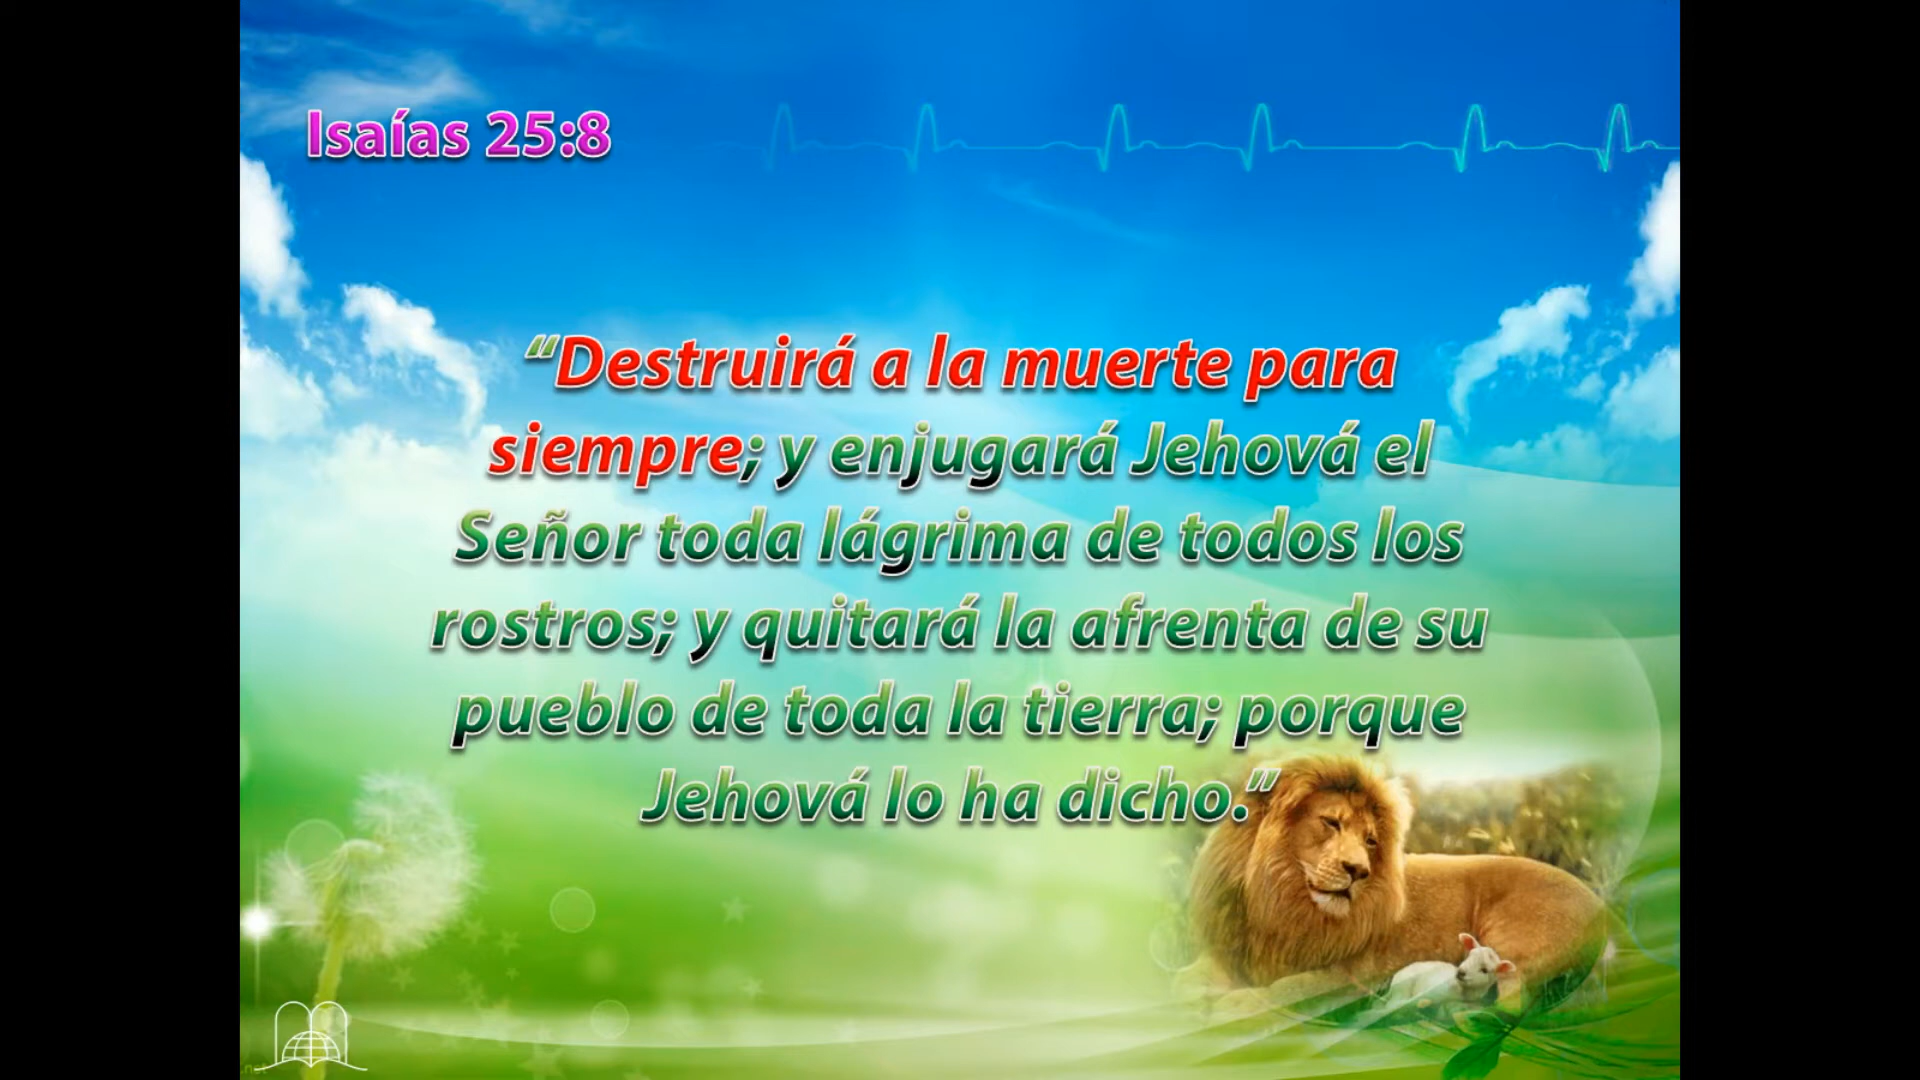 Isaías 25:8
“Destruirá a la muerte para
siempre; y enjugará Jehová el
Señor toda lágrima de todos los
rostros; y quitará la afrenta de su
pueblo de toda la tierra; porque
Jehová lo ha dicho.”